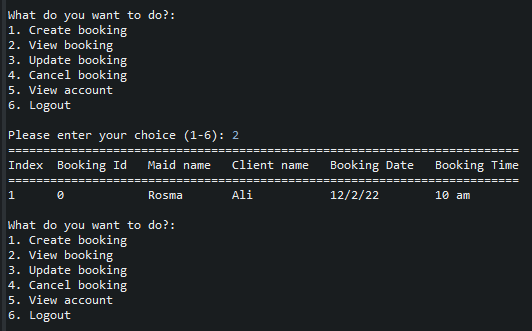 What do you want to do?:
1. Create booking
2. View booking
3. Update booking
4. Cancel booking
5. View account
6. Logout
Please enter your choice (1-6): 2
=========================================================================
Index  Booking Id   Maid name   Client name   Booking Date   Booking Time
=========================================================================
1      0            Rosma       Ali           12/2/22        10 am
What do you want to do?:
1. Create booking
2. View booking
3. Update booking
4. Cancel booking
5. View account
6. Logout